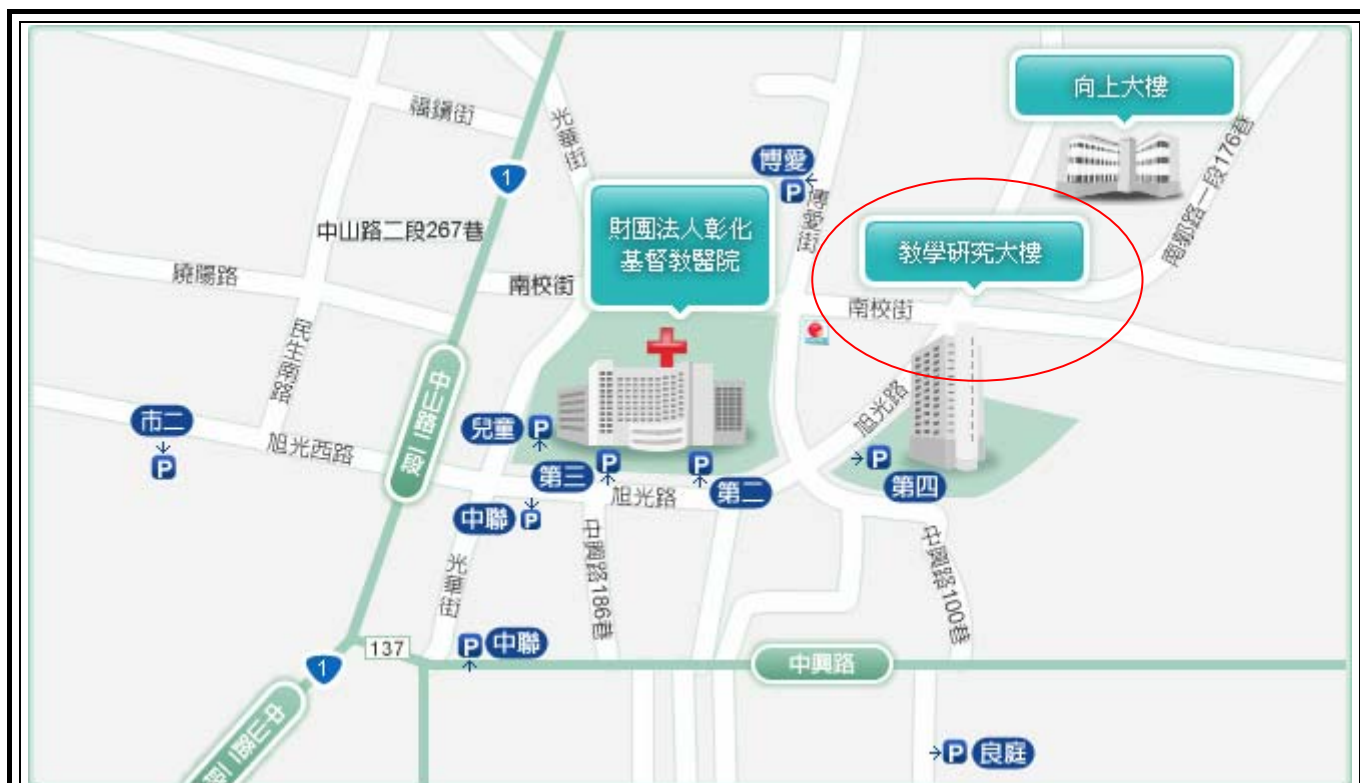 向上大樓
福鑼街
光華街
1
博愛
P
博愛街
南郭路一段176巷
財團法人彰化
基督教醫院
教學研究大樓
中山路二段267巷
曉陽路
南校街
南校街
民生南路
中山路二段
市二
P
旭光西路
兒童 P
第三 P
P 第二
旭光路
旭光路
P
第四
中聯 P
光華街
中興路186巷
中興路100巷
137
P 中聯
中興路
1
中山路二段
P 良庭